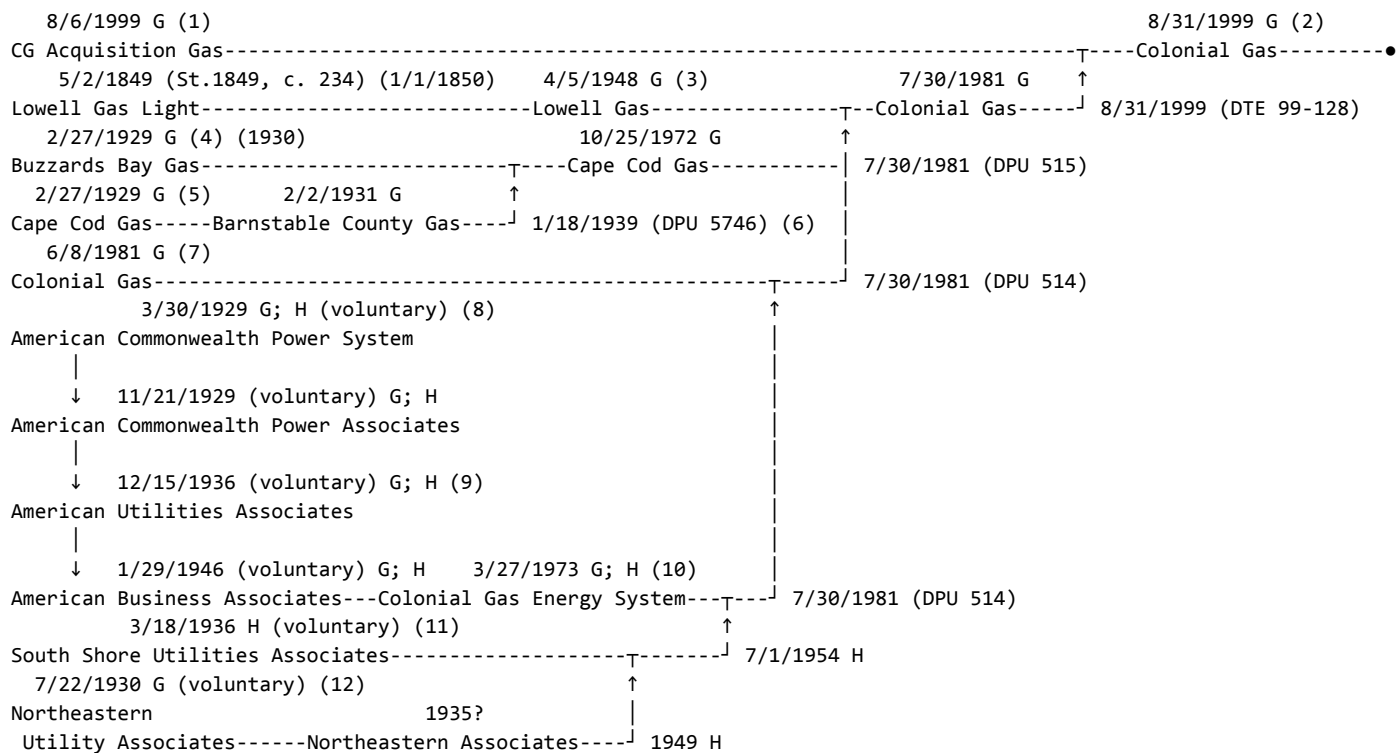 8/6/1999 G (1) 8/31/1999 G (2)
CG Acquisition Gas------------------------------------------------------------------------┬----Colonial Gas---------●
5/2/1849 (St.1849, c. 234) (1/1/1850) 4/5/1948 G (3) 7/30/1981 G ↑
Lowell Gas Light----------------------------Lowell Gas----------------┬--Colonial Gas-----┘ 8/31/1999 (DTE 99-128)
2/27/1929 G (4) (1930) 10/25/1972 G ↑
Buzzards Bay Gas--------------------------┬----Cape Cod Gas-----------│ 7/30/1981 (DPU 515)
2/27/1929 G (5) 2/2/1931 G ↑ │
Cape Cod Gas-----Barnstable County Gas----┘ 1/18/1939 (DPU 5746) (6) │
6/8/1981 G (7) │
Colonial Gas----------------------------------------------------┬-----┘ 7/30/1981 (DPU 514)
3/30/1929 G; H (voluntary) (8) ↑
American Commonwealth Power System │
│ │
↓ 11/21/1929 (voluntary) G; H │
American Commonwealth Power Associates │
│ │
↓ 12/15/1936 (voluntary) G; H (9) │
American Utilities Associates │
│ │
↓ 1/29/1946 (voluntary) G; H 3/27/1973 G; H (10) │
American Business Associates---Colonial Gas Energy System---┬---┘ 7/30/1981 (DPU 514)
3/18/1936 H (voluntary) (11) ↑
South Shore Utilities Associates--------------------┬-------┘ 7/1/1954 H
7/22/1930 G (voluntary) (12) ↑
Northeastern 1935? │
Utility Associates------Northeastern Associates----┘ 1949 H